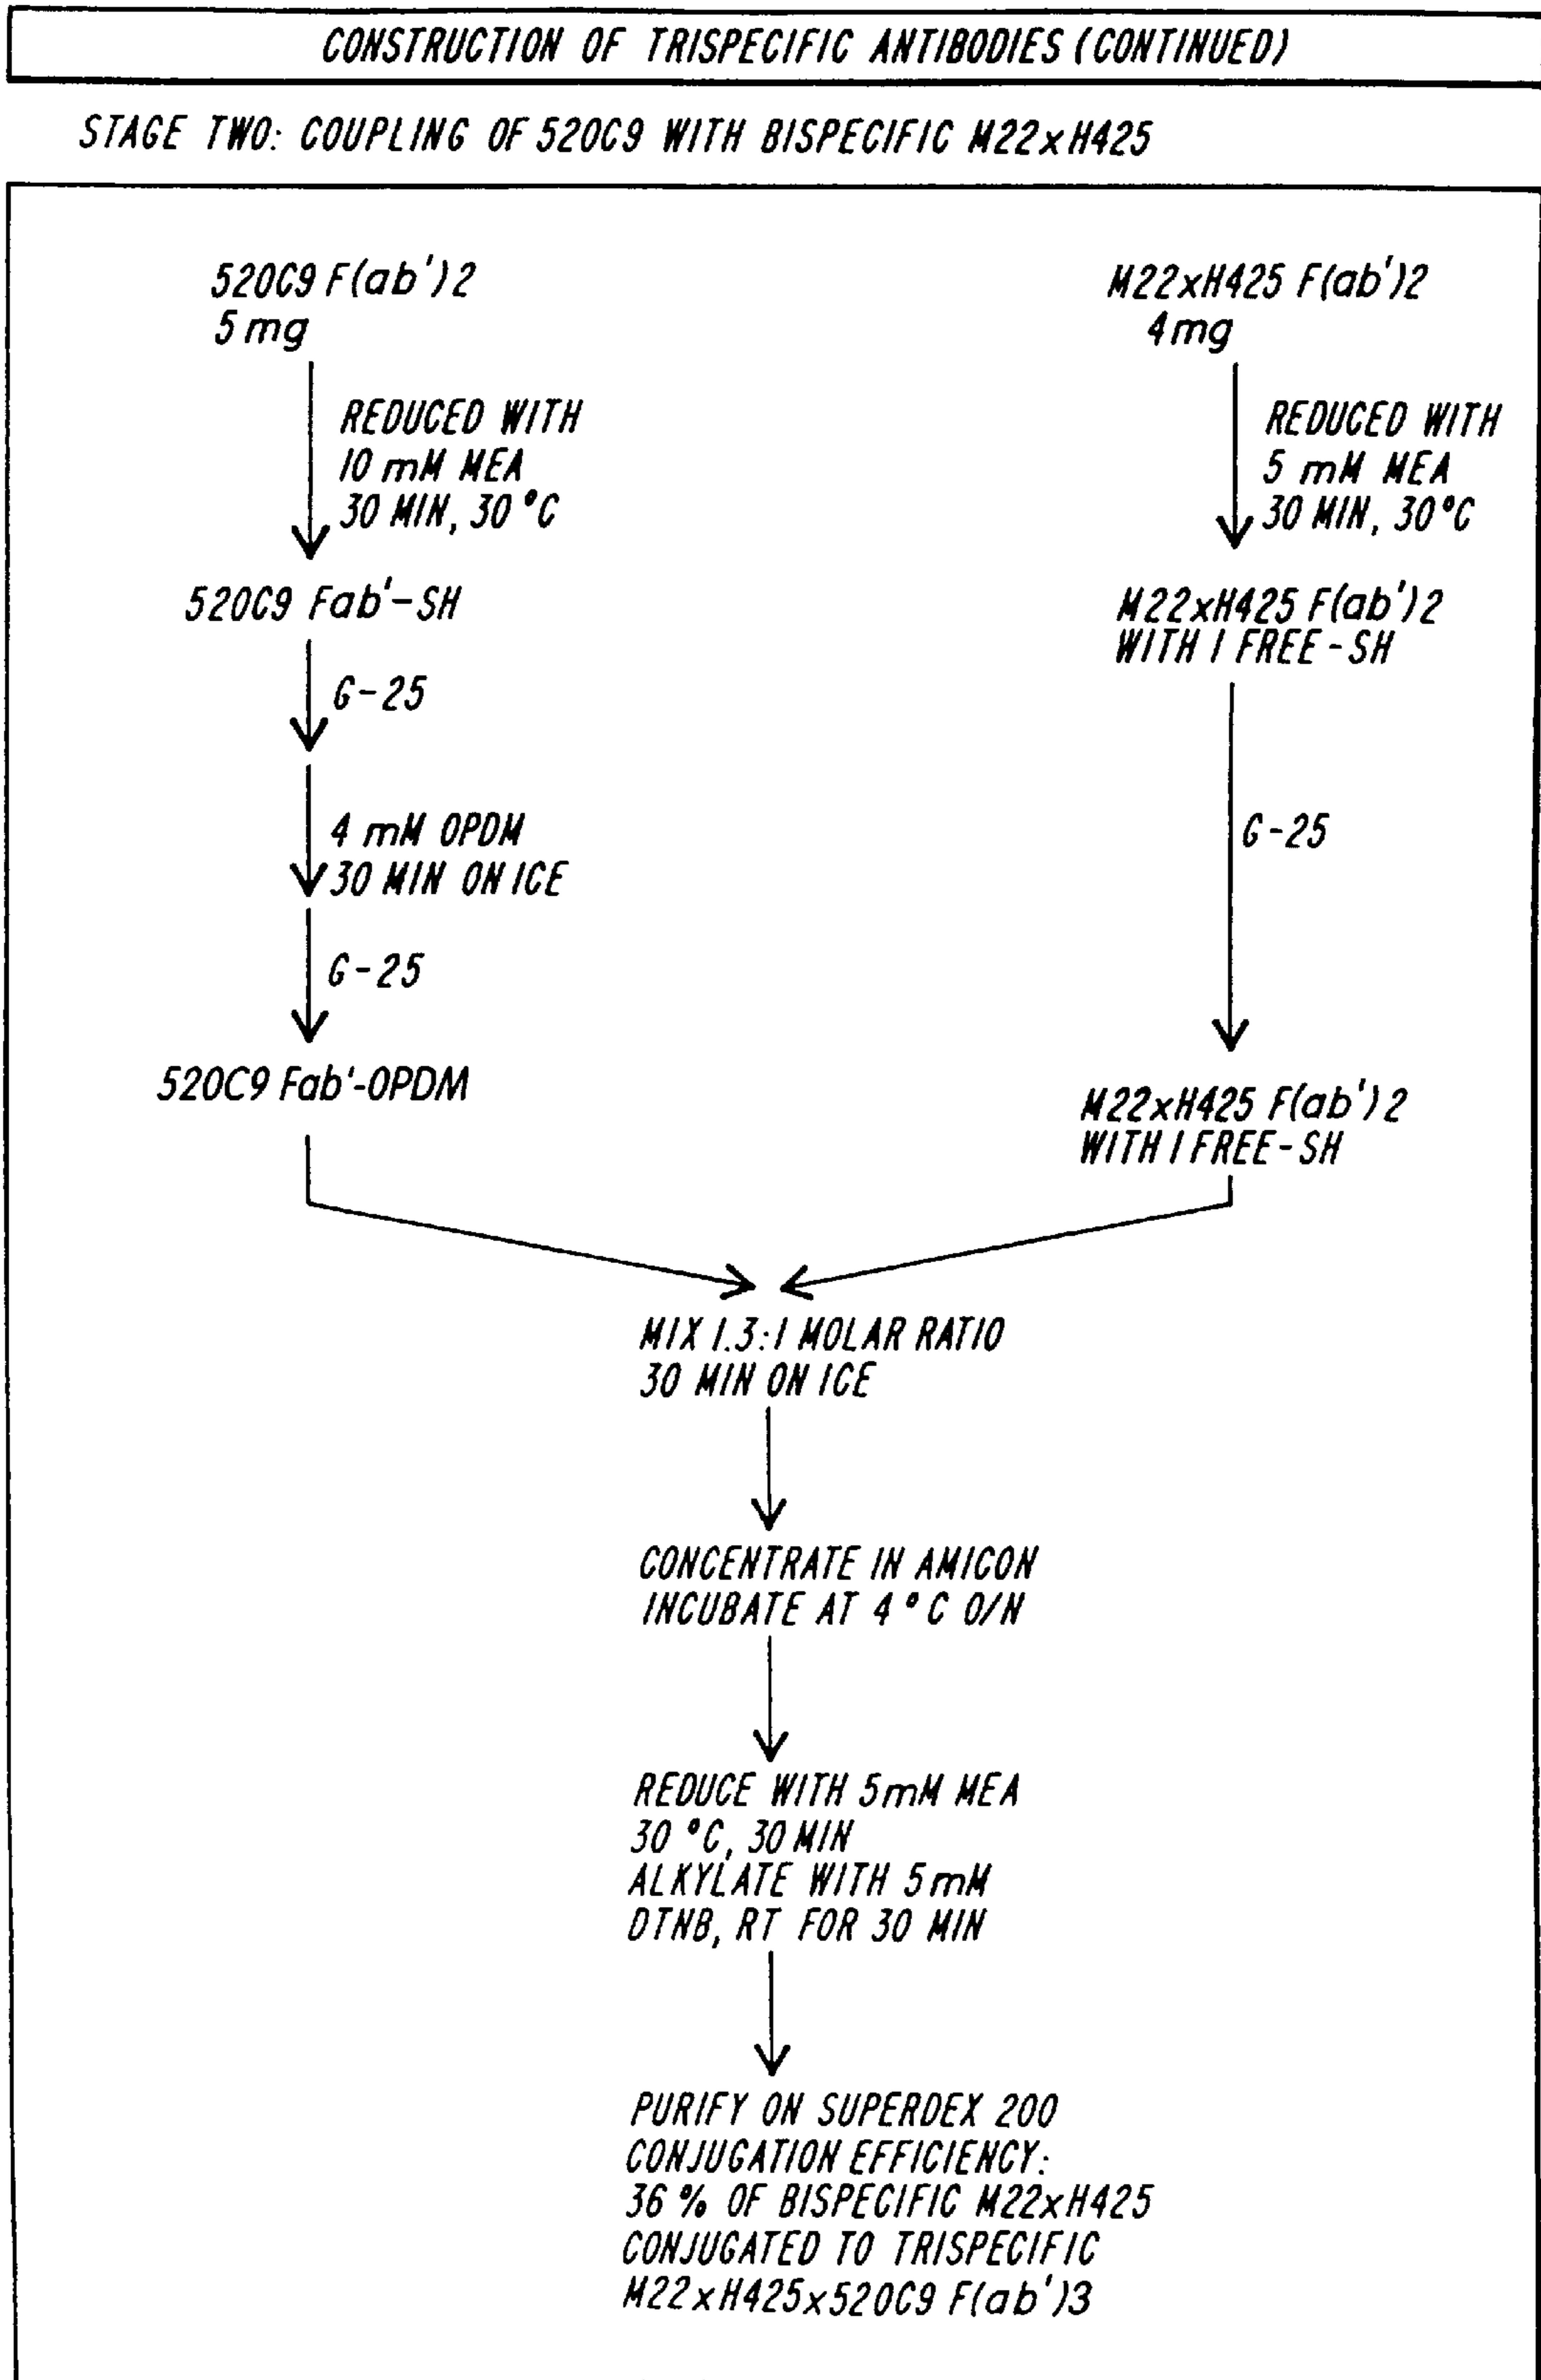 CONSTRUCTION OF TRISPECIFIC ANTIBODIES (CONTINUED)
STAGE TWO: COUPLING OF 520C9 WITH BISPECIFIC M22xH425
520C9 F(ab')2
5 mg
REDUCED WITH
10 mM MEA
30 MIN, 30°C
520C9 Fab'-SH
G-25
4 mM OPDM
30 MIN ON ICE
G-25
520C9 Fab'-OPDM
M22xH425 F(ab')2
4 mg
REDUCED WITH
5 mM MEA
30 MIN, 30°C
M22xH425 F(ab')2
WITH 1 FREE-SH
G-25
M22xH425 F(ab')2
WITH 1 FREE-SH
MIX 1.3:1 MOLAR RATIO
30 MIN ON ICE
CONCENTRATE IN AMICON
INCUBATE AT 4°C O/N
REDUCE WITH 5mM MEA
30°C, 30 MIN
ALKYLATE WITH 5mM
DTNB, RT FOR 30 MIN
PURIFY ON SUPERDEX 200
CONJUGATION EFFICIENCY:
36% OF BISPECIFIC M22xH425
CONJUGATED TO TRISPECIFIC
M22xH425x520C9 F(ab')3